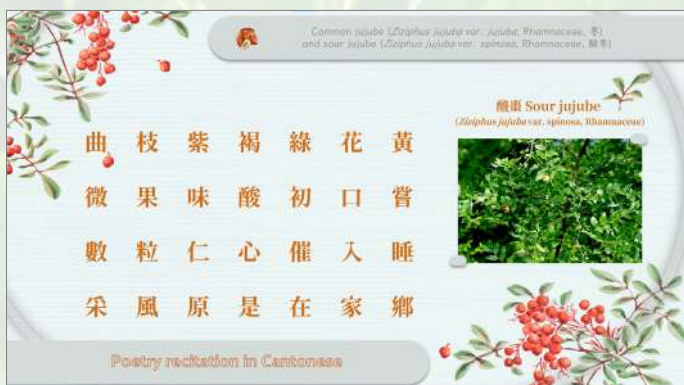 Common jujube (Ziziphus jujuba var. jujuba, Rhamnaceae, 枣)
and sour jujube (Ziziphus jujuba var. spinosa, Rhamnaceae, 酸枣)
酸棗 Sour jujube
(Ziziphus jujuba var. spinosa, Rhamnaceae)
曲枝紫褐綠花黃
微果味酸初口嘗
數粒仁心催入睡
采風原是在家鄉
Poetry recitation in Cantonese